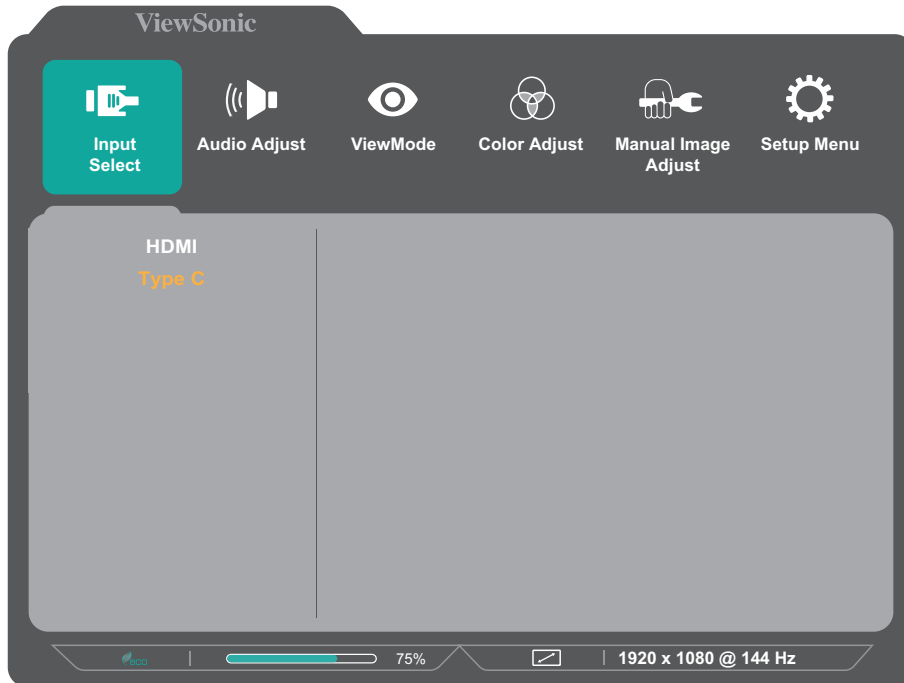 ViewSonic
Input Select
Audio Adjust
ViewMode
Color Adjust
Manual Image Adjust
Setup Menu
HDMI
Type C
eco
75%
1920 x 1080 @ 144 Hz